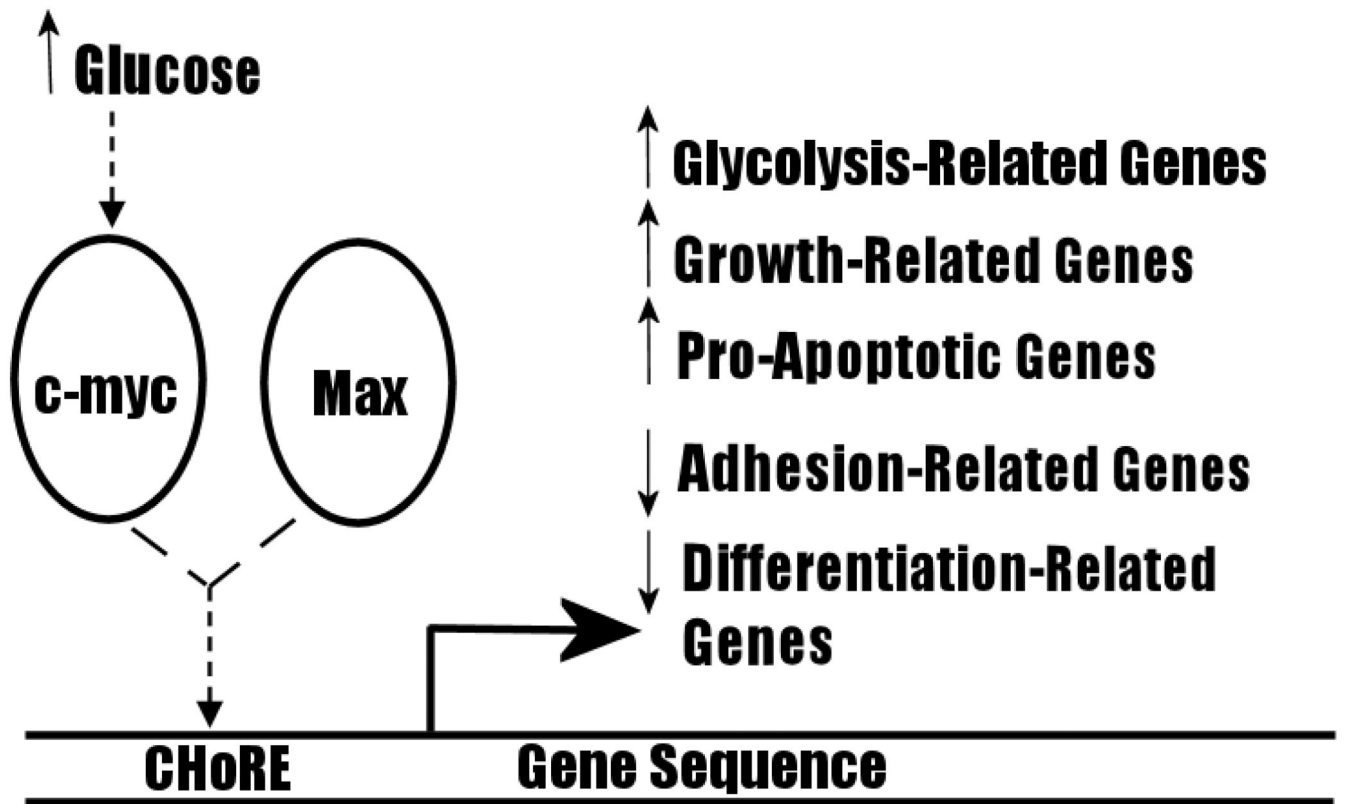 Glucose
Glycolysis-Related Genes
Growth-Related Genes
Pro-Apoptotic Genes
c-myc
Max
Adhesion-Related Genes
Differentiation-Related
Genes
CHoRE
Gene Sequence